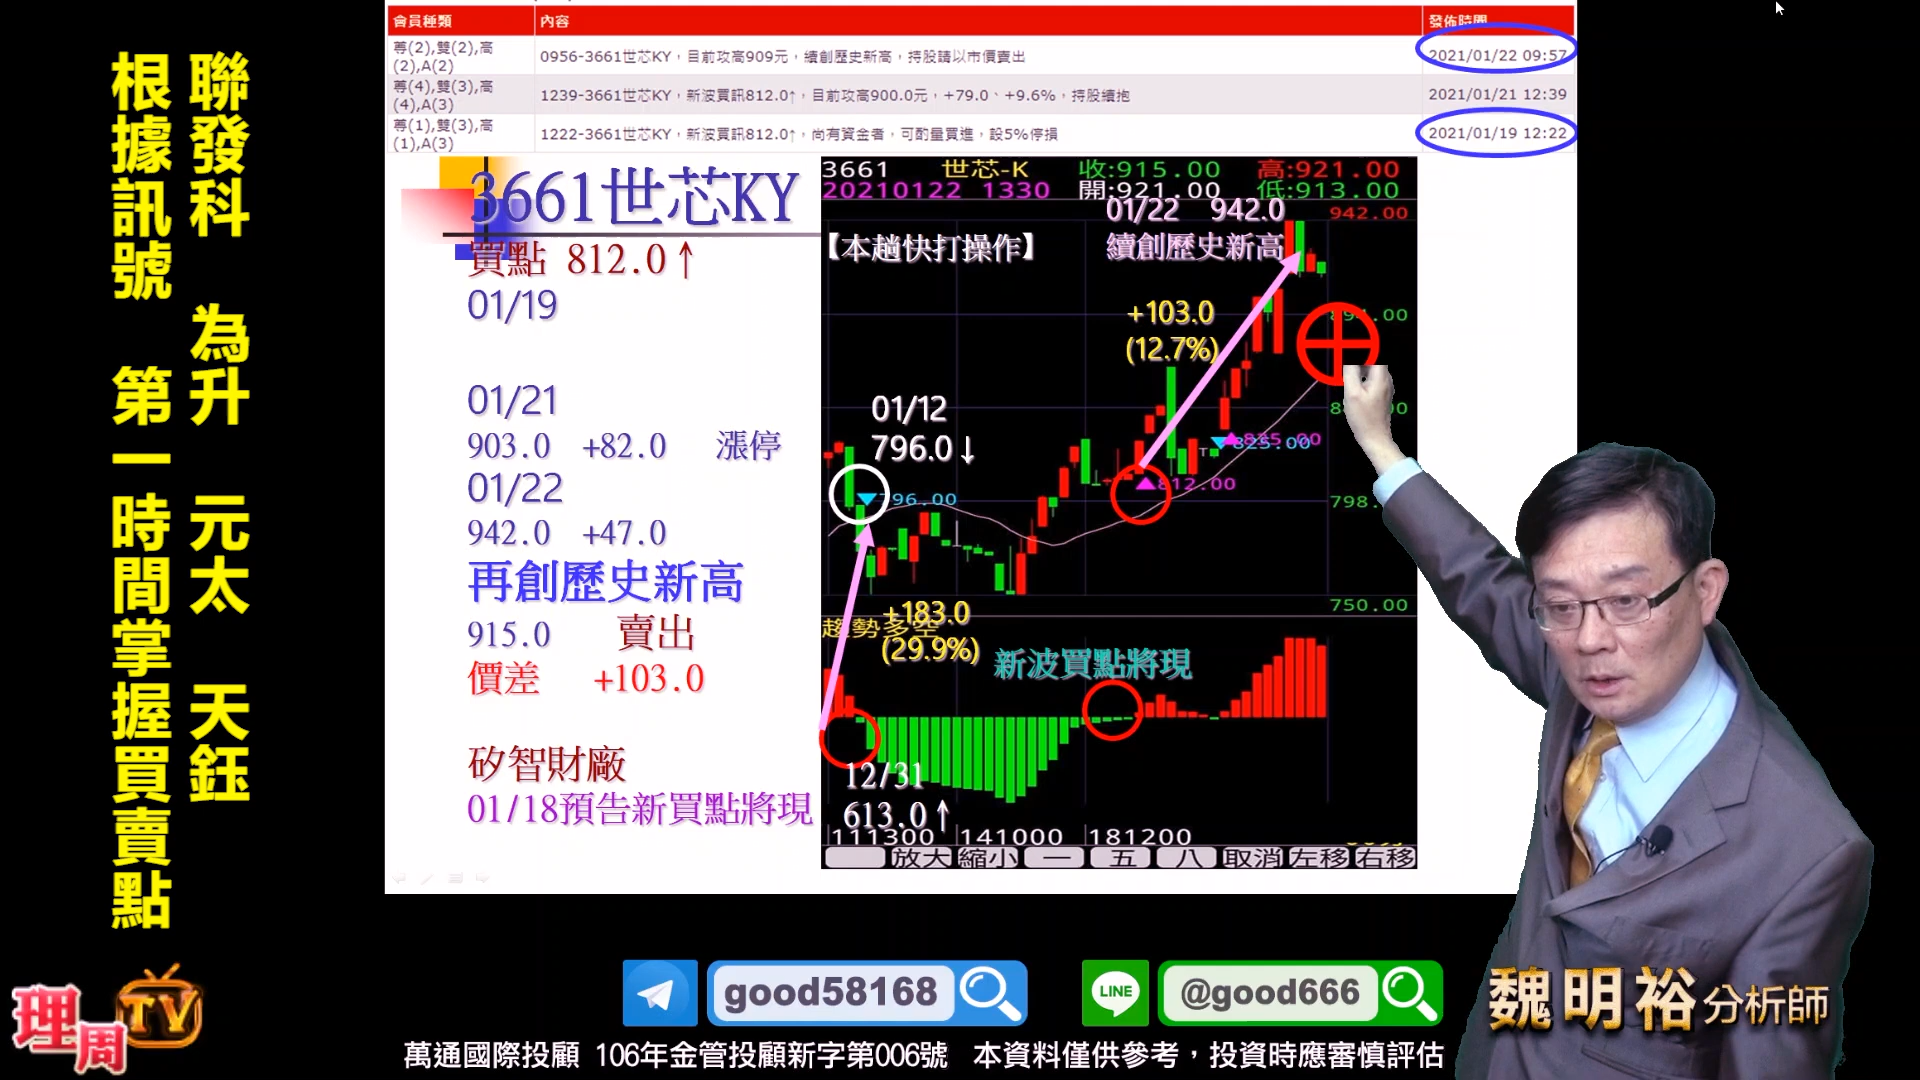 聯發科 為升 元太 天鈺
根據訊號 第一時間掌握買賣點
會員種類 內容 發佈時間
尊(2),雙(2),高(2),A(2) 0956-3661世芯KY，目前攻高909元，續創歷史新高，持股請以市價賣出 2021/01/22 09:57
尊(4),雙(3),高(4),A(3) 1239-3661世芯KY，新波買訊812.0↑，目前攻高900.0元，+79.0、+9.6%，持股續抱 2021/01/21 12:39
尊(1),雙(3),高(1),A(3) 1222-3661世芯KY，新波買訊812.0↑，尚有資金者，可酌量買進，設5%停損 2021/01/19 12:22
3661世芯KY
買點 812.0↑
01/19
01/21
903.0 +82.0 漲停
01/22
942.0 +47.0
再創歷史新高
915.0 賣出
價差 +103.0
矽智財廠
01/18預告新買點將現
3661 世芯-K 收:915.00 高:921.00
20210122 1330 開:921.00 低:913.00
01/22 942.0
942.00
【本趟快打操作】
續創歷史新高
+103.0
(12.7%)
01/12
796.0↓
825.00
796.00
812.00
798.
750.00
+183.0
趨勢多空
(29.9%)
新波買點將現
12/31
613.0↑
111300 141000 181200
放大 縮小 一 五 八 取消 左移 右移
理周TV
good58168
LINE
@good666
魏明裕分析師
萬通國際投顧 106年金管投顧新字第006號 本資料僅供參考，投資時應審慎評估